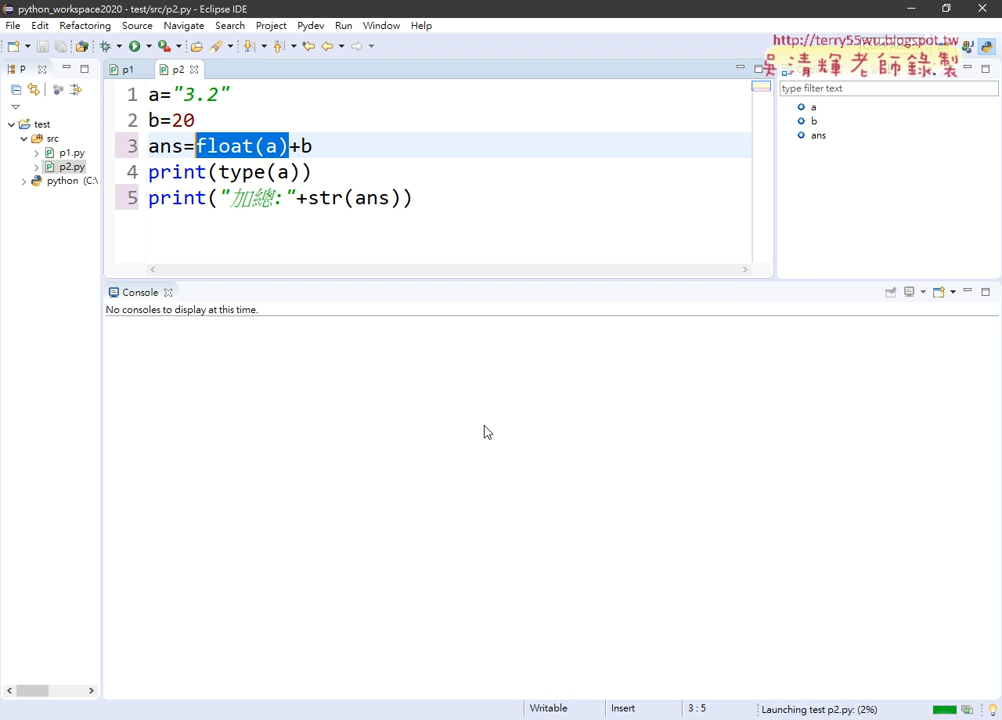 python_workspace2020 - test/src/p2.py - Eclipse IDE
File Edit Refactoring Source Navigate Search Project Pydev Run Window Help
http://terry55wu.blogspot.tw
吳清輝老師錄製
P
p1
p2
type filter text
1 a="3.2"
2 b=20
3 ans=float(a)+b
4 print(type(a))
5 print("加總:"+str(ans))
a
b
ans
test
src
p1.py
p2.py
python (C:\
Console
No consoles to display at this time.
Writable Insert 3 : 5 Launching test p2.py: (2%)